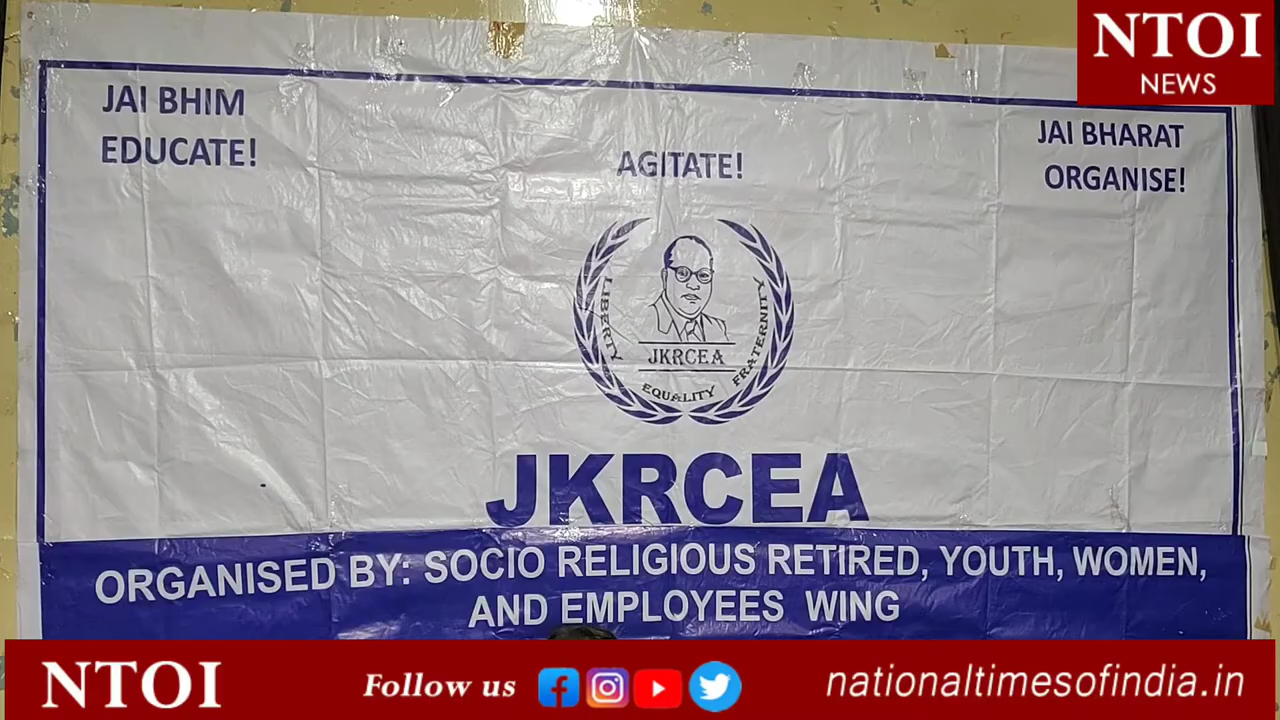 NTOI
NEWS
JAI BHIM
EDUCATE!
AGITATE!
JAI BHARAT
ORGANISE!
LIBERTY
EQUALITY
FRATERNITY
JKRCEA
JKRCEA
ORGANISED BY: SOCIO RELIGIOUS RETIRED, YOUTH, WOMEN,
AND EMPLOYEES WING
NTOI
Follow us
nationaltimesofindia.in